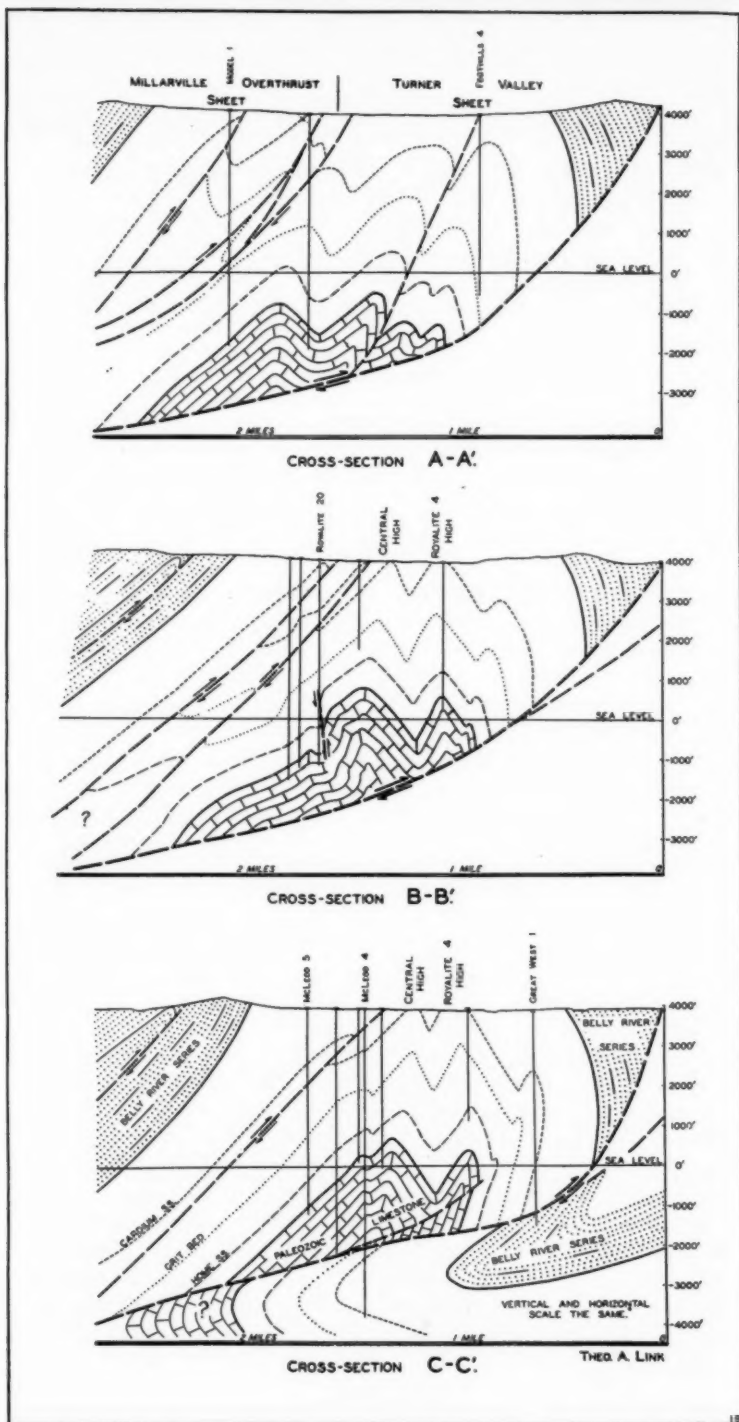 MODEL 1
FOOTHILLS 4
MILLARVILLE OVERTHRUST TURNER VALLEY
SHEET SHEET
4000'
3000'
2000'
1000'
SEA LEVEL 0'
-1000'
-2000'
-3000'
2 MILES 1 MILE 0
CROSS-SECTION A-A'.
ROYALITE 20
CENTRAL HIGH
ROYALITE 4 HIGH
4000'
3000'
2000'
1000'
SEA LEVEL 0'
-1000'
-2000'
-3000'
?
2 MILES 1 MILE 0
CROSS-SECTION B-B'.
MCLEOD 5
MCLEOD 4
CENTRAL HIGH
ROYALITE 4 HIGH
GREAT WEST 1
4000'
BELLY RIVER
SERIES
3000'
2000'
1000'
BELLY RIVER SERIES
SEA LEVEL 0'
CARDIUM SS.
GRIT BED
HOME SS.
PALEOZOIC LIMESTONE
-1000'
BELLY RIVER SERIES
-2000'
-3000'
?
VERTICAL AND HORIZONTAL
SCALE THE SAME.
-4000'
2 MILES 1 MILE 0
CROSS-SECTION C-C'.
THEO. A. LINK